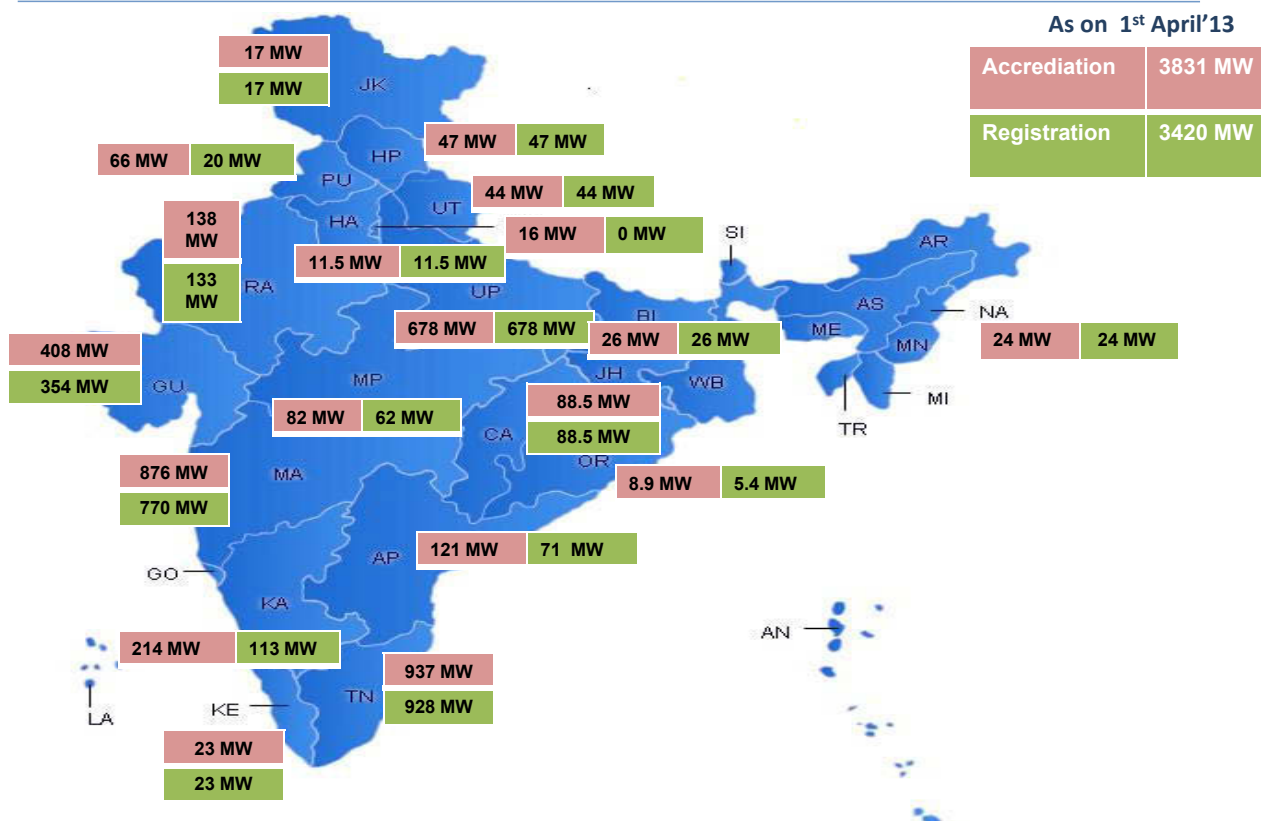 As on 1st April'13
Accrediation 3831 MW
Registration 3420 MW
17 MW
17 MW
JK
47 MW 47 MW
HP
66 MW 20 MW
PU
44 MW 44 MW
UT
138
MW
HA
16 MW 0 MW
SI
AR
11.5 MW 11.5 MW
133
MW
RA
UP
AS
NA
678 MW 678 MW
BI
26 MW 26 MW
ME
MN
24 MW 24 MW
408 MW
354 MW
GU
MP
JH
WB
MI
TR
82 MW 62 MW
88.5 MW
88.5 MW
CA
OR
876 MW
770 MW
MA
8.9 MW 5.4 MW
121 MW 71 MW
AP
GO
KA
AN
214 MW 113 MW
937 MW
928 MW
TN
LA
KE
23 MW
23 MW